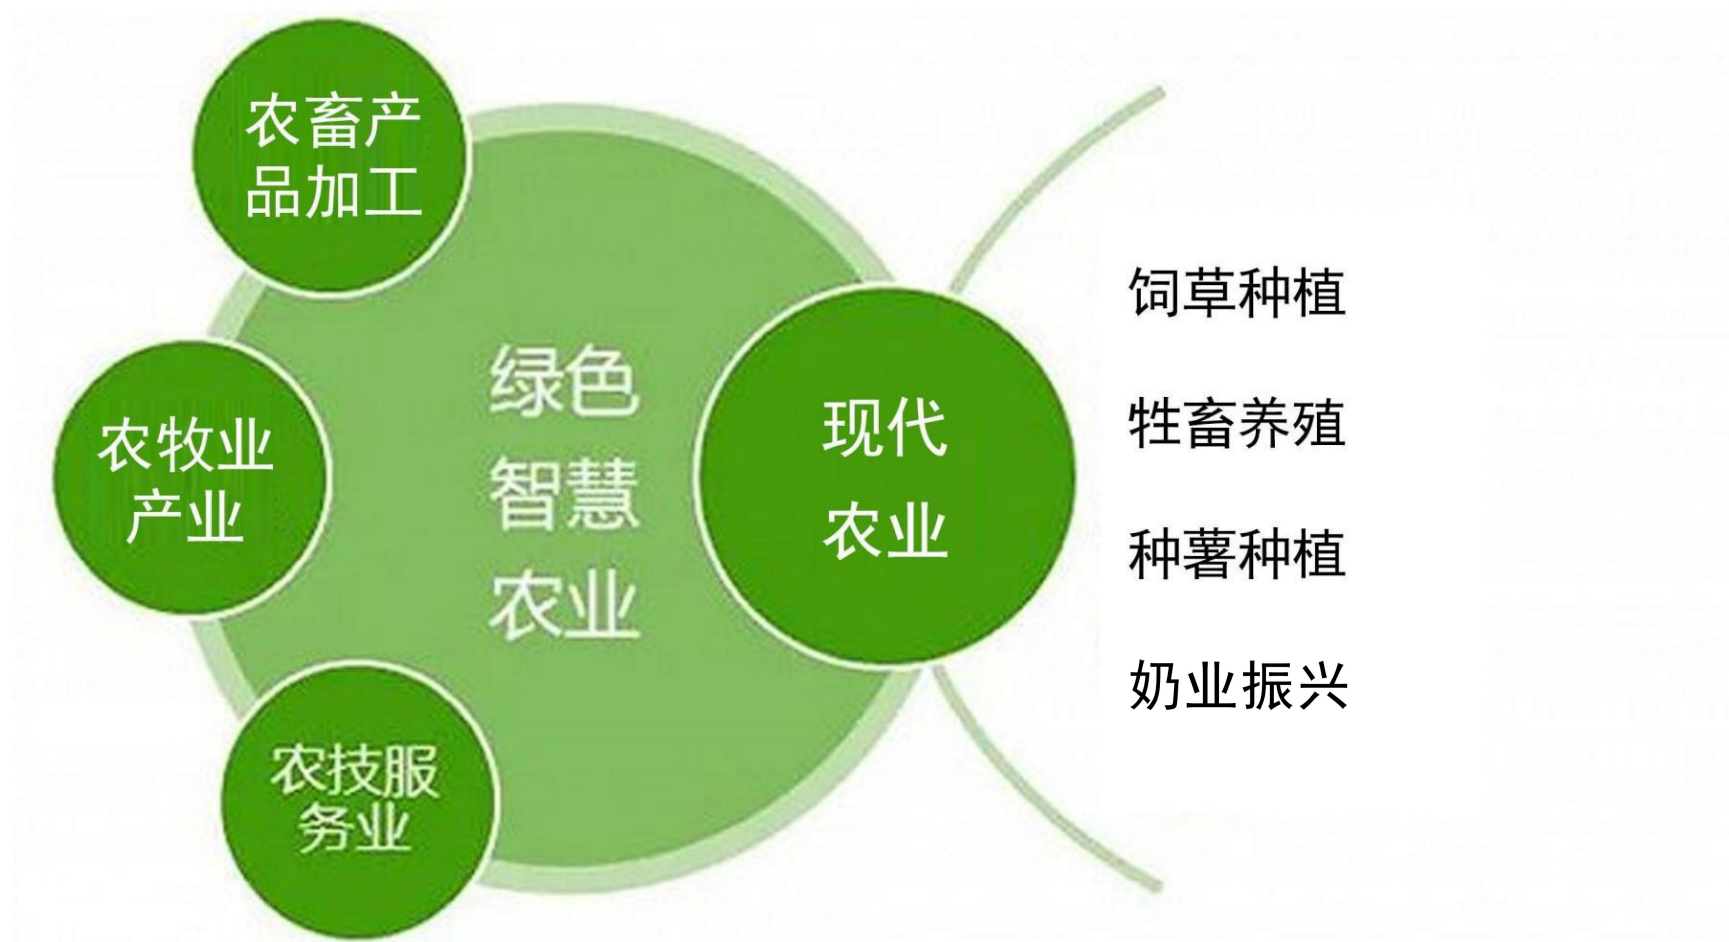 农畜产
品加工
农牧业
产业
农技服
务业
绿色
智慧
农业
现代
农业
饲草种植
牲畜养殖
种薯种植
奶业振兴